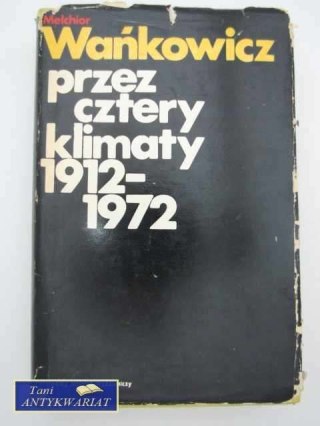 Melchior
Wańkowicz
przez
cztery
klimaty
1912-
1972
Tani
ANTYKWARIAT